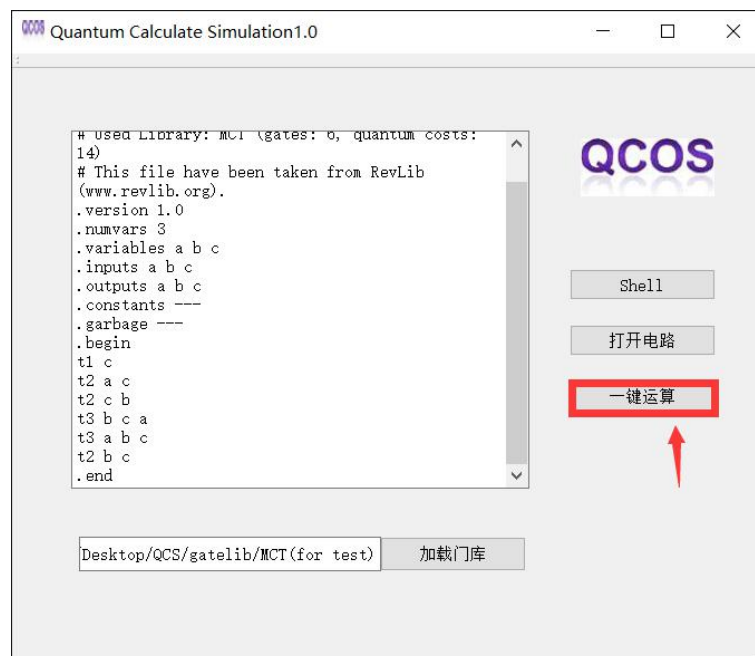 QCOS Quantum Calculate Simulation1.0
# Used Library: MCT (gates: 6, quantum costs:
14)
# This file have been taken from RevLib
(www.revlib.org).
.version 1.0
.numvars 3
.variables a b c
.inputs a b c
.outputs a b c
.constants ---
.garbage ---
.begin
t1 c
t2 a c
t2 c b
t3 b c a
t3 a b c
t2 b c
.end
QCOS
Shell
打开电路
一键运算
Desktop/QCS/gatelib/MCT(for test)
加载门库